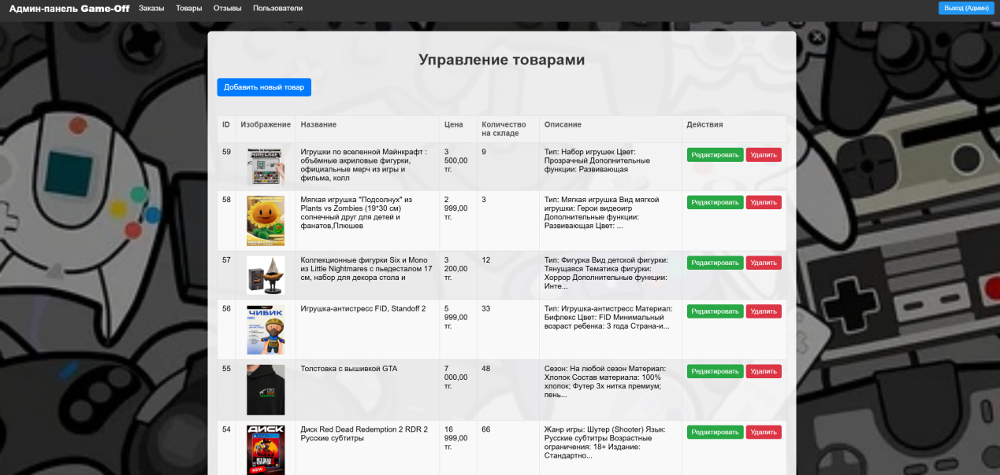 Админ-панель Game-Off Заказы Товары Отзывы Пользователи Выход (Админ)
Управление товарами
Добавить новый товар
ID Изображение Название Цена Количество на складе Описание Действия
59
MINECRAFT
Игрушки по вселенной Майнкрафт :
объёмные акриловые фигурки,
официальные мерч из игры и
фильма, колл
3
500,00
тг.
9
Тип: Набор игрушек Цвет:
Прозрачный Дополнительные
функции: Развивающая
Редактировать Удалить
58
Мягкая игрушка "Подсолнух" из
Plants vs Zombies (19*30 см)
солнечный друг для детей и
фанатов,Плюшев
2
999,00
тг.
3
Тип: Мягкая игрушка Вид мягкой
игрушки: Герои видеоигр
Дополнительные функции:
Развивающая Цвет: ...
Редактировать Удалить
57
Коллекционные фигурки Six и Mono
из Little Nightmares с пьедесталом 17
см, набор для декора стола и
3
200,00
тг.
12
Тип: Фигурка Вид детской фигурки:
Тянущаяся Тематика фигурки:
Хоррор Дополнительные функции:
Инте...
Редактировать Удалить
56
ЧИБИК
Игрушка-антистресс FID, Standoff 2
5
999,00
тг.
33
Тип: Игрушка-антистресс Материал:
Бифлекс Цвет: FID Минимальный
возраст ребенка: 3 года Страна-и...
Редактировать Удалить
55
Толстовка с вышивкой GTA
7
000,00
тг.
48
Сезон: На любой сезон Материал:
Хлопок Состав материала: 100%
хлопок; Футер 3х нитка премиум;
пень...
Редактировать Удалить
54
ДИСК
NEW
Диск Red Dead Redemption 2 RDR 2
Русские субтитры
16
999,00
тг.
66
Жанр игры: Шутер (Shooter) Язык:
Русские субтитры Возрастные
ограничения: 18+ Издание:
Стандартно...
Редактировать Удалить